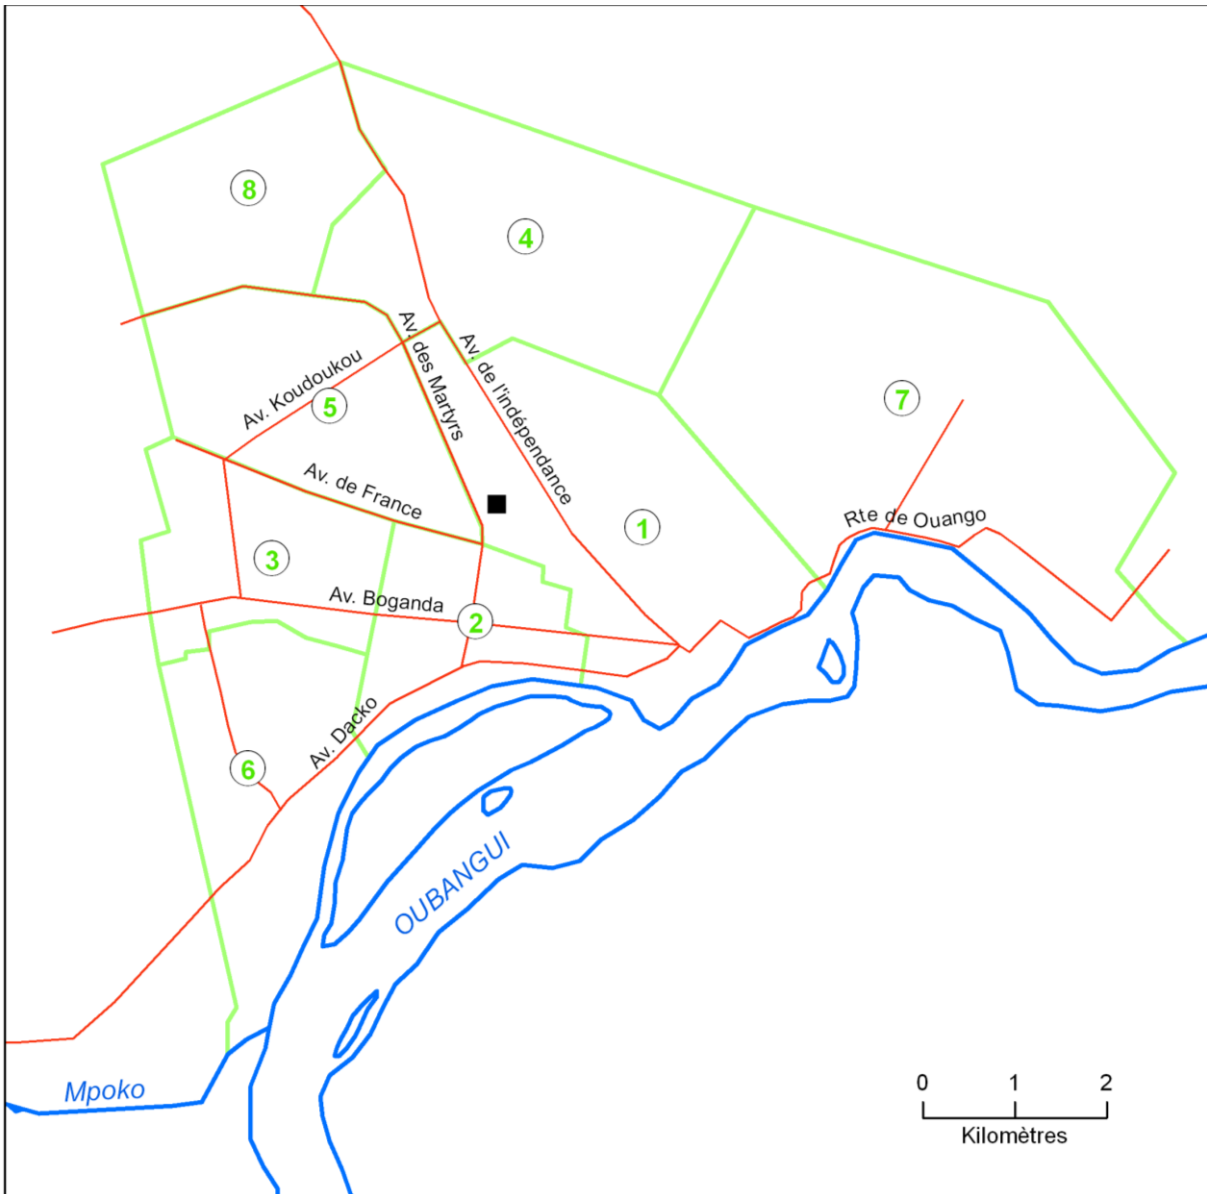 8
4
Av. des Martyrs
Av. de l'indépendance
Av. Koudoukou
5
7
Av. de France
Rte de Ouango
1
3
Av. Boganda
2
Av. Dacko
6
OUBANGUI
Mpoko
0 1 2
Kilomètres